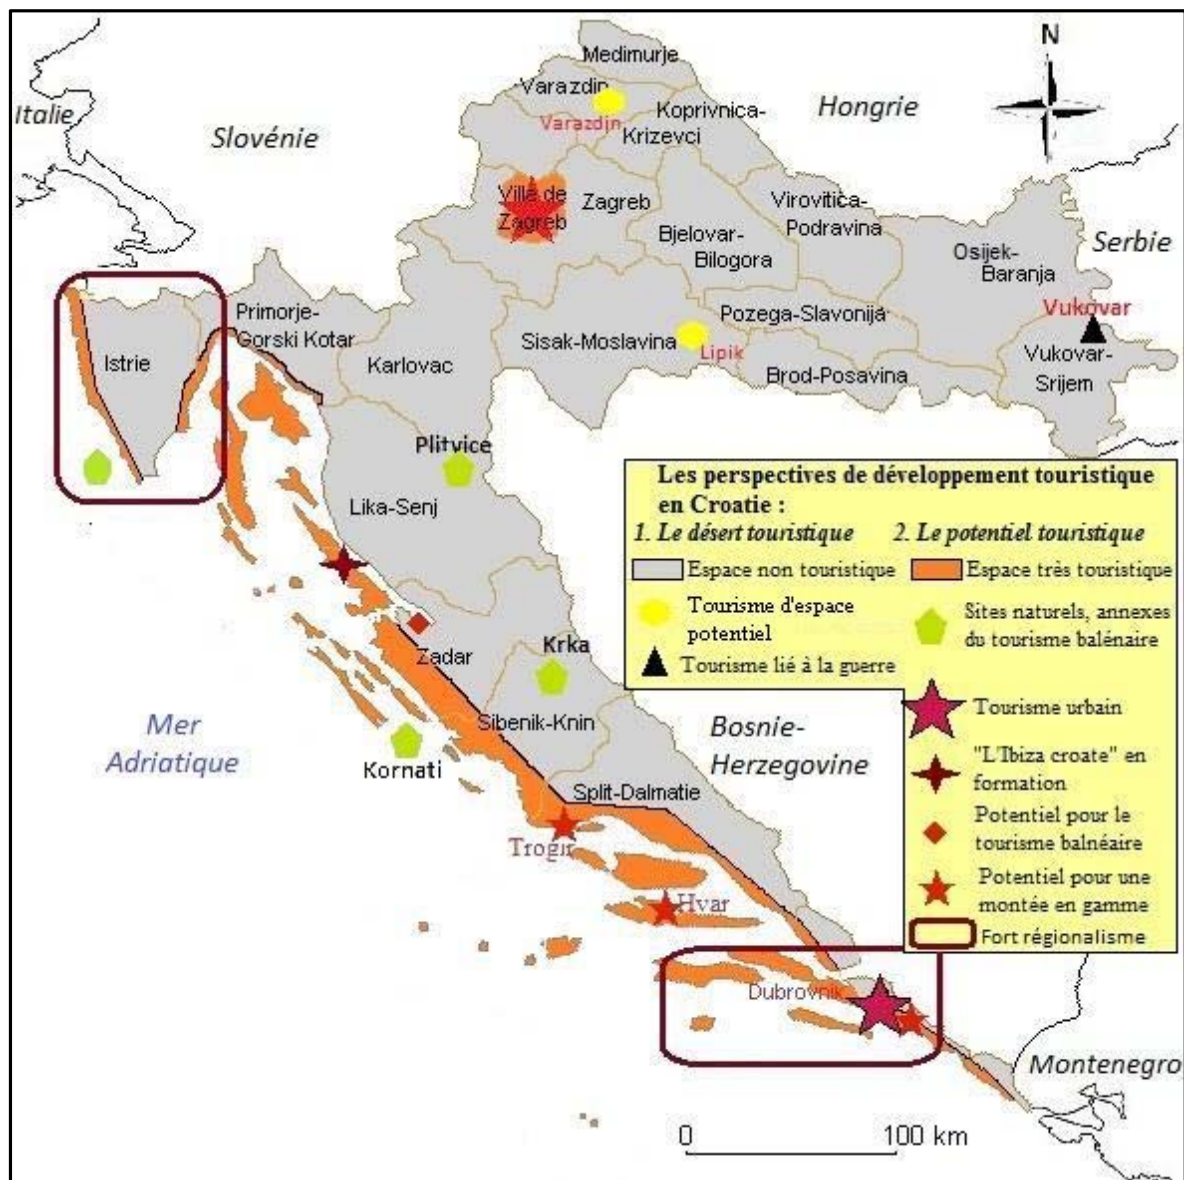 N
Medimurje
Varazdin
Italie
Hongrie
Koprivnica-
Varazdin
Krizevci
Slovénie
Ville de
Zagreb
Zagreb
Virovitica-
Podravina
Bjelovar-
Bilogora
Serbie
Osijek-
Baranja
Primorje-
Gorski Kotar
Pozega-Slavonija
Vukovar
Sisak-Moslavina
Lipik
Istrie
Karlovac
Brod-Posavina
Vukovar-
Srijem
Plitvice
Lika-Senj
Les perspectives de développement touristique
en Croatie :
1. Le désert touristique
Espace non touristique
Tourisme d'espace
potentiel
Tourisme lié à la guerre
2. Le potentiel touristique
Espace très touristique
Sites naturels, annexes
du tourisme balénaire
Tourisme urbain
"L'Ibiza croate" en
formation
Potentiel pour le
tourisme balnéaire
Potentiel pour une
montée en gamme
Fort régionalisme
Zadar
Krka
Sibenik-Knin
Mer
Adriatique
Kornati
Bosnie-
Herzegovine
Split-Dalmatie
Trogir
Hvar
Dubrovnik
Montenegro
0 100 km